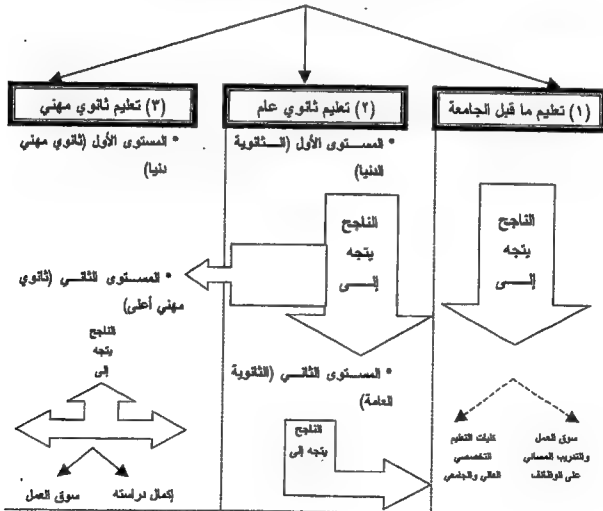 (١) تعليم ما قبل الجامعة
(٢) تعليم ثانوي عام
(٣) تعليم ثانوي مهني
• المستوى الأول (الثانوية
الدنيا)
• المستوى الأول (ثانوي مهني
دنيا)
الناجح
يتجه
إلى
الناجح
يتجه
إلى
• المستوى الثاني (ثانوي
مهني أعلى)
الناجح
يتجه
إلى
• المستوى الثاني (الثانوية
العامة)
الناجح
يتجه إلى
سوق العمل
والتدريب المسائي
على الوظائف
كليات التعليم
التخصصي
العالي والجامعي
إكمال دراسته
سوق العمل